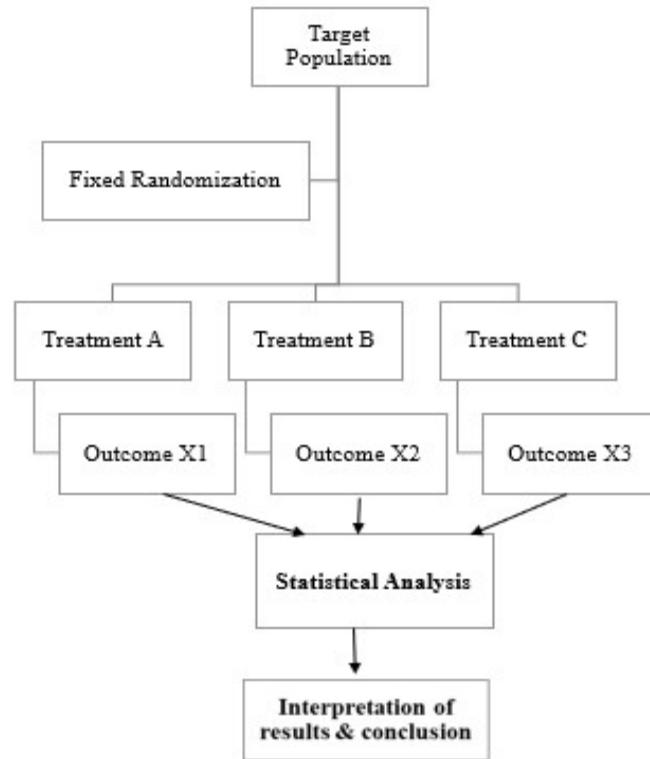 Target
Population
Fixed Randomization
Treatment A
Treatment B
Treatment C
Outcome X1
Outcome X2
Outcome X3
Statistical Analysis
Interpretation of
results & conclusion